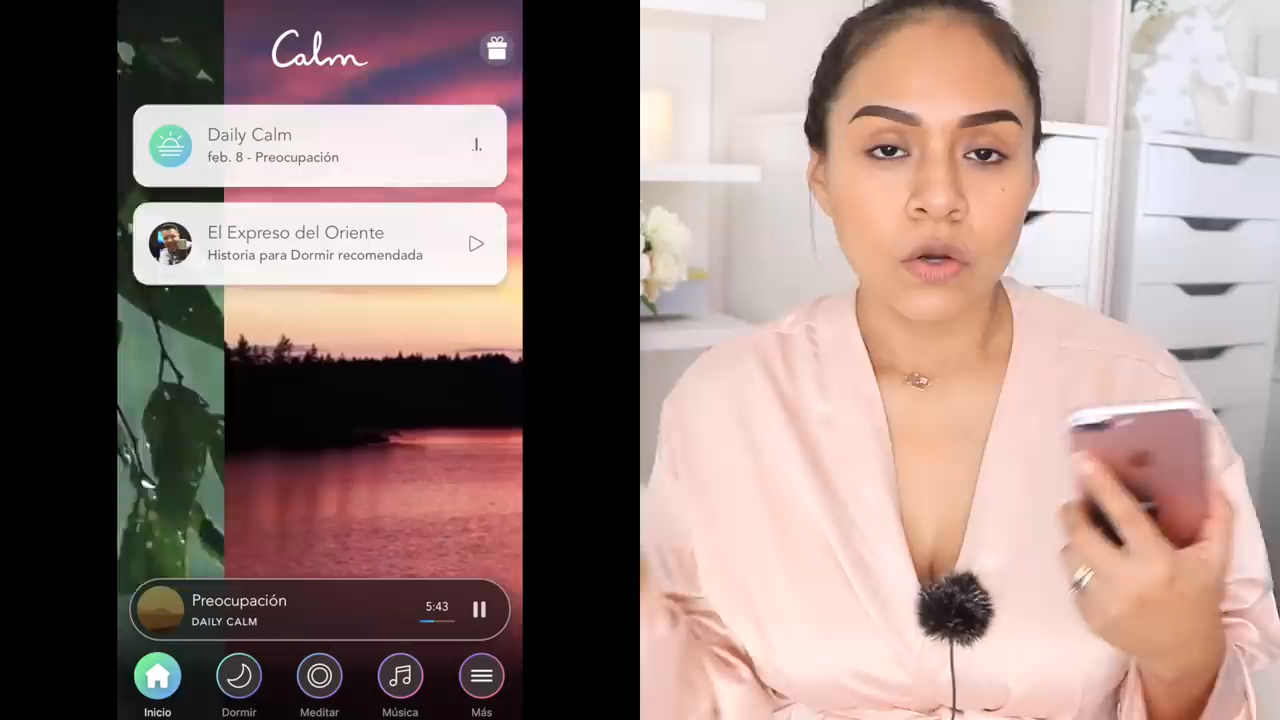 Calm
Daily Calm
feb. 8 - Preocupación
El Expreso del Oriente
Historia para Dormir recomendada
Preocupación
DAILY CALM
5:43
Inicio
Dormir
Meditar
Música
Más